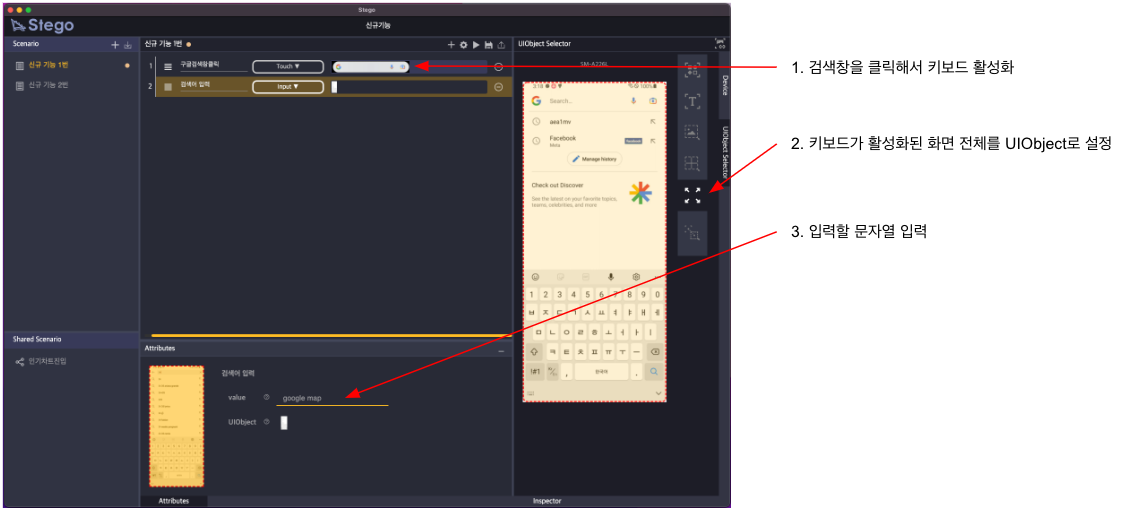 Stego
Stego
신규기능
Scenario
신규 기능 1번
신규 기능 2번
신규 기능 1번
1
구글검색창클릭
Touch ▼
2
검색어 입력
Input ▼
UIObject Selector
SM-A226L
3:18
100%
Search...
aea1mv
Facebook
Meta
facebook
Manage history
Check out Discover
See the latest on your favorite topics,
teams, celebrities, and more
1 2 3 4 5 6 7 8 9 0
ㅂ ㅈ ㄷ ㄱ ㅅ ㅛ ㅕ ㅑ ㅐ ㅔ
ㅁ ㄴ ㅇ ㄹ ㅎ ㅗ ㅓ ㅏ ㅣ
ㅋ ㅌ ㅊ ㅍ ㅠ ㅜ ㅡ
!#1 , 한국어 .
Device
UIObject Selector
Shared Scenario
인기차트진입
Attributes
검색어 입력
value
google map
UIObject
Attributes
Inspector
1. 검색창을 클릭해서 키보드 활성화
2. 키보드가 활성화된 화면 전체를 UIObject로 설정
3. 입력할 문자열 입력